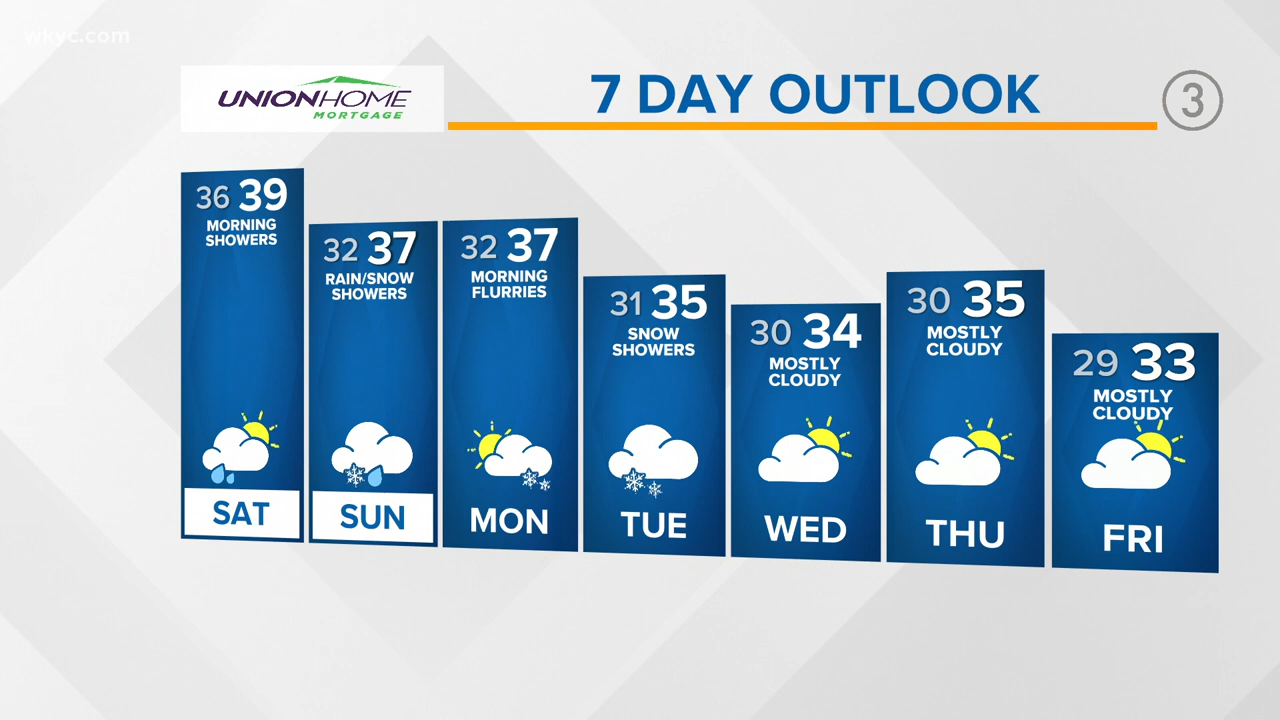 wkyc.com
UNIONHOME
MORTGAGE
7 DAY OUTLOOK
3
36 39
MORNING
SHOWERS
SAT
32 37
RAIN/SNOW
SHOWERS
SUN
32 37
MORNING
FLURRIES
MON
31 35
SNOW
SHOWERS
TUE
30 34
MOSTLY
CLOUDY
WED
30 35
MOSTLY
CLOUDY
THU
29 33
MOSTLY
CLOUDY
FRI